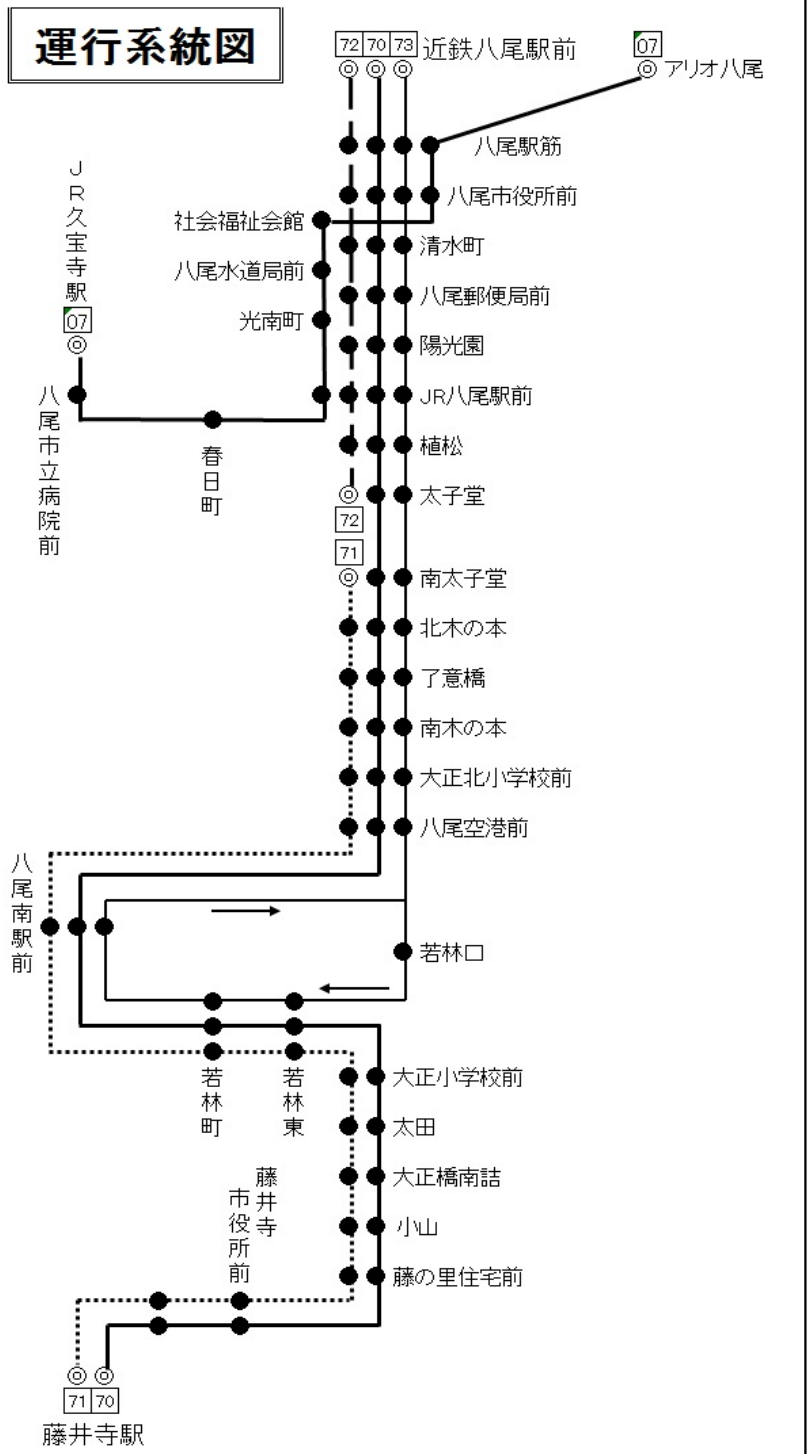 運行系統図
72 70 73 近鉄八尾駅前
07
アリオ八尾
八尾駅筋
八尾市役所前
社会福祉会館
清水町
八尾水道局前
八尾郵便局前
光南町
陽光園
JR久宝寺駅
07
八尾市立病院前
春日町
JR八尾駅前
植松
太子堂
72
71
南太子堂
北木の本
了意橋
南木の本
大正北小学校前
八尾空港前
八尾南駅前
若林口
若林町
若林東
大正小学校前
太田
大正橋南詰
小山
藤の里住宅前
藤井寺
市役所前
71 70
藤井寺駅